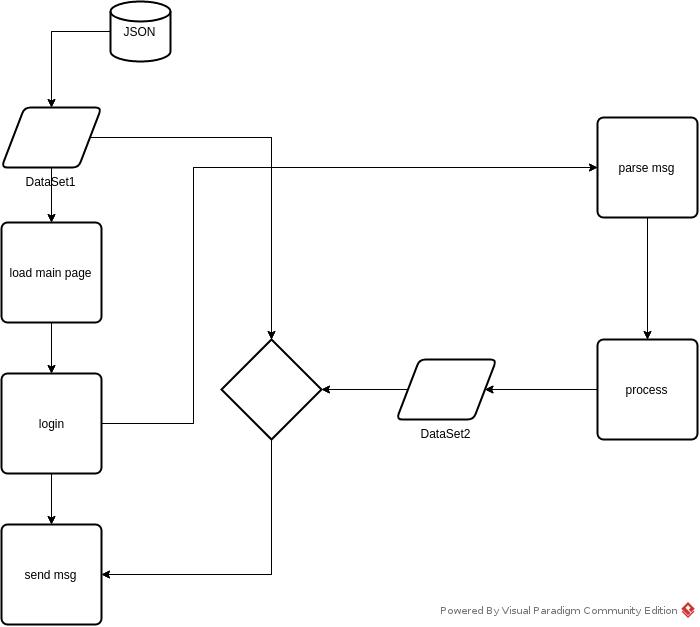 JSON
DataSet1
parse msg
load main page
process
login
DataSet2
send msg
Powered By Visual Paradigm Community Edition